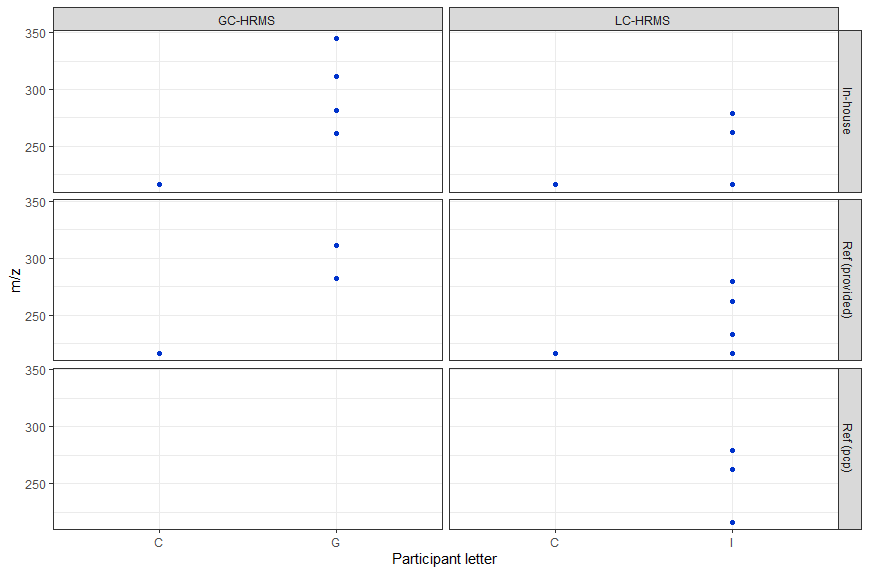 GC-HRMS
LC-HRMS
350
300
250
In-house
350
300
250
Ref (provided)
350
300
250
Ref (pcp)
m/z
C
G
C
I
Participant letter